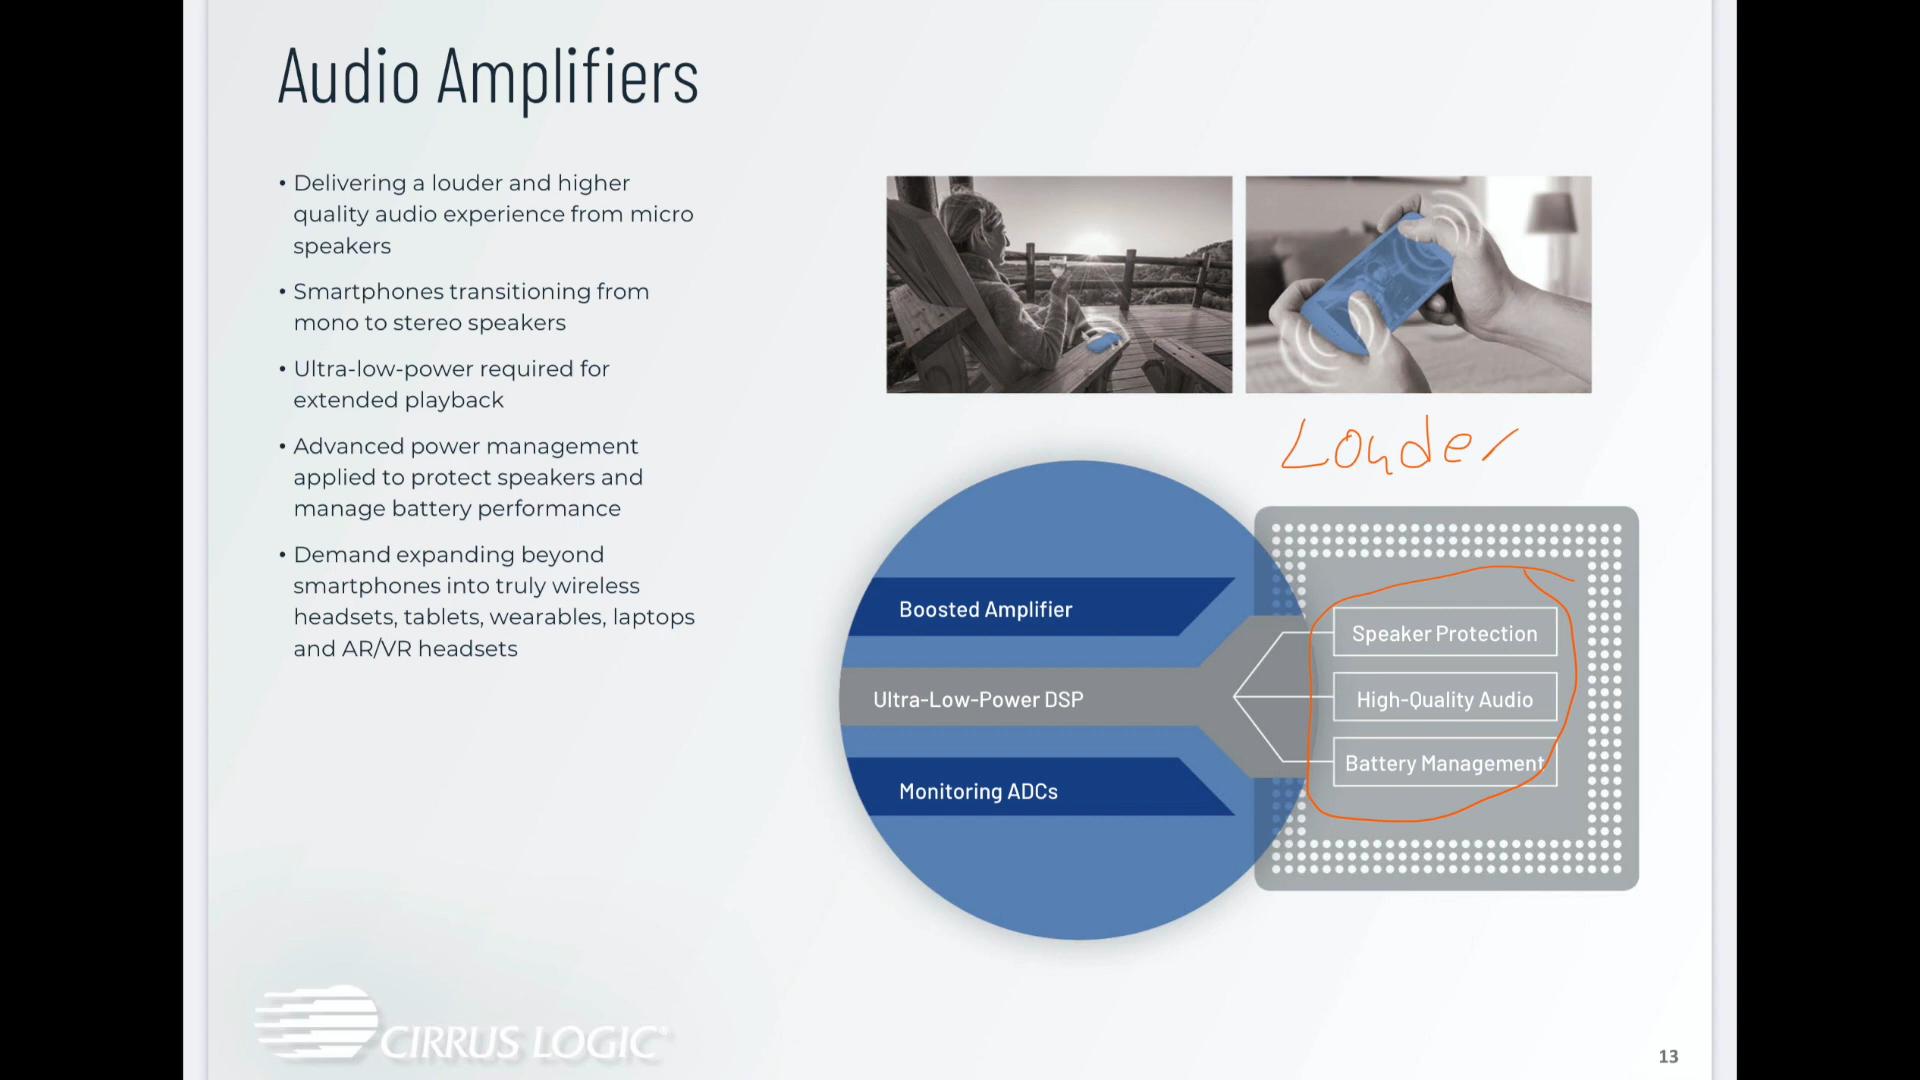 Audio Amplifiers
• Delivering a louder and higher
quality audio experience from micro
speakers
• Smartphones transitioning from
mono to stereo speakers
• Ultra-low-power required for
extended playback
• Advanced power management
applied to protect speakers and
manage battery performance
• Demand expanding beyond
smartphones into truly wireless
headsets, tablets, wearables, laptops
and AR/VR headsets
Louder
Boosted Amplifier
Ultra-Low-Power DSP
Monitoring ADCs
Speaker Protection
High-Quality Audio
Battery Management
CIRRUS LOGIC®
13